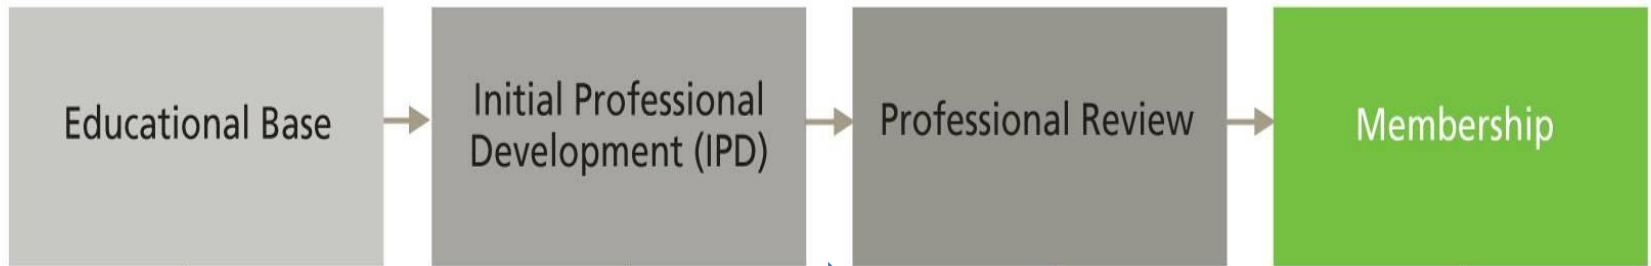 Educational Base
Initial Professional
Development (IPD)
Professional Review
Membership